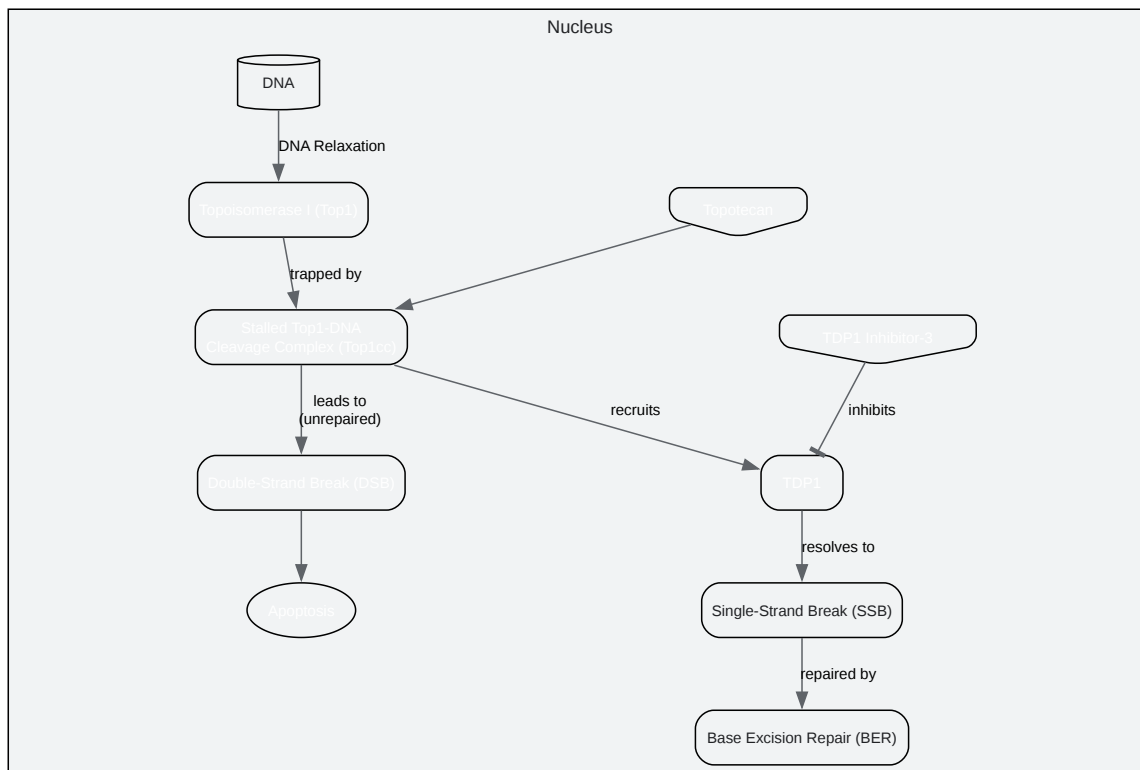 Nucleus
DNA
DNA Relaxation
Topoisomerase I (Top1)
Topotecan
trapped by
Stalled Top1-DNA
Cleavage Complex (Top1cc)
TDP1 Inhibitor-3
leads to
(unrepaired)
recruits
inhibits
Double-Strand Break (DSB)
TDP1
resolves to
Apoptosis
Single-Strand Break (SSB)
repaired by
Base Excision Repair (BER)